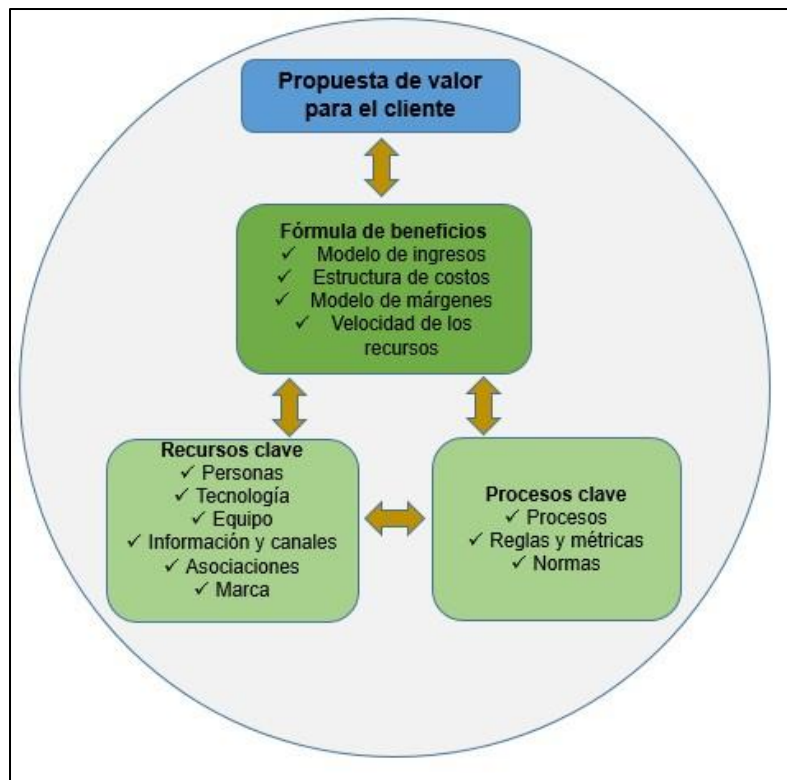 Propuesta de valor
para el cliente
Fórmula de beneficios
✓ Modelo de ingresos
✓ Estructura de costos
✓ Modelo de márgenes
✓ Velocidad de los
recursos
Recursos clave
✓ Personas
✓ Tecnología
✓ Equipo
✓ Información y canales
✓ Asociaciones
✓ Marca
Procesos clave
✓ Procesos
✓ Reglas y métricas
✓ Normas